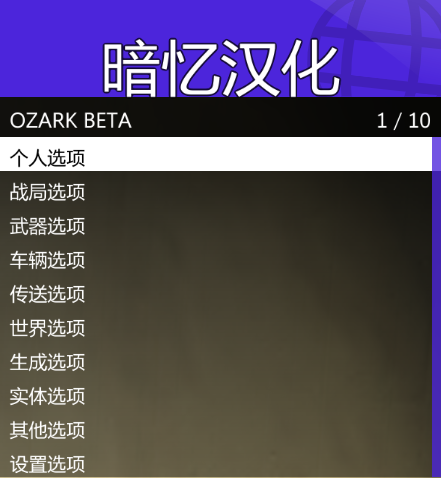 暗忆汉化
OZARK BETA 1 / 10
个人选项
战局选项
武器选项
车辆选项
传送选项
世界选项
生成选项
实体选项
其他选项
设置选项